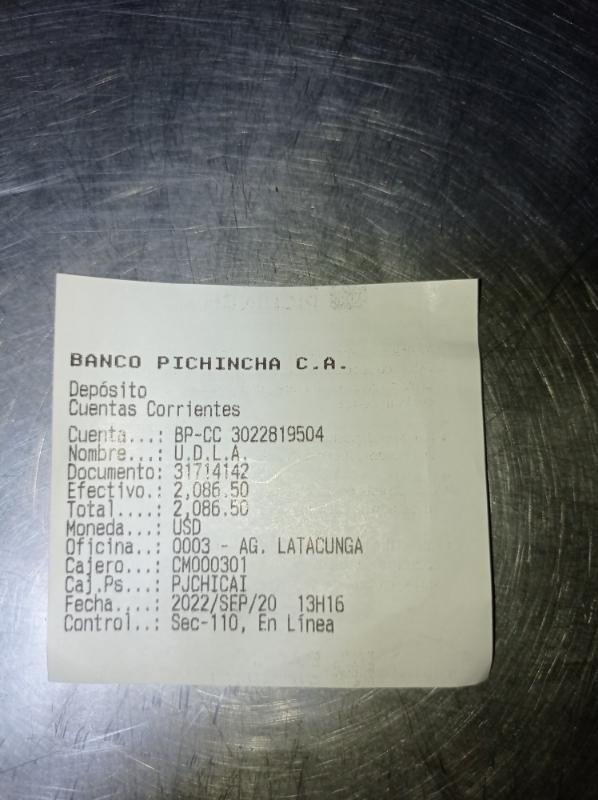 BANCO PICHINCHA C.A.
Depósito
Cuentas Corrientes
Cuenta...: BP-CC 3022819504
Nombre...: U.D.L.A.
Documento: 31714142
Efectivo.: 2,086.50
Total....: 2,086.50
Moneda...: USD
Oficina..: 0003 - AG. LATACUNGA
Cajero...: CM000301
Caj.Ps...: PJCHICAI
Fecha....: 2022/SEP/20 13H16
Control..: Sec-110, En Línea